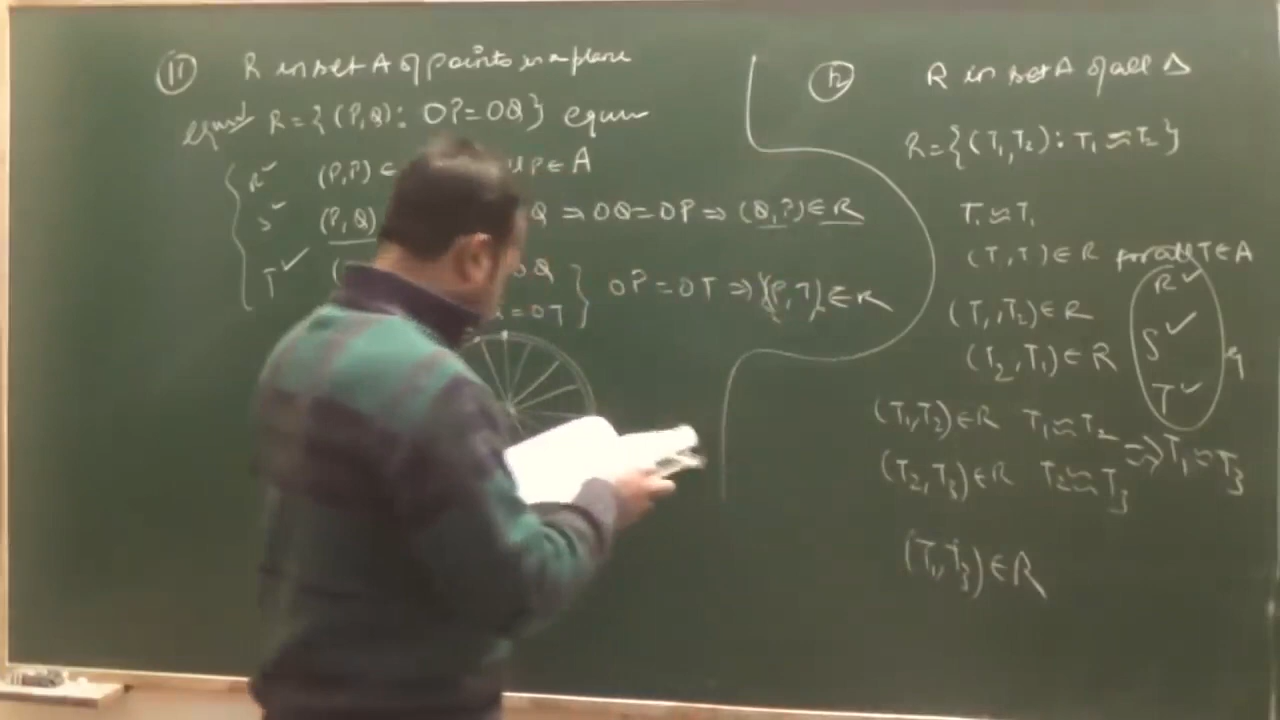 11 R in set A of points in a plane
R={(P,Q): OP=OQ} equiv
R✓ (P,P)∈ P∈A
S✓ (P,Q) Q ⇒ OQ=OP ⇒ (Q,P)∈R
T✓ ( OQ
=OT } OP=OT ⇒ (P,T)∈R
12 R in set A of all Δ
R={(T1,T2): T1≈T2}
T1≈T1
(T,T)∈R for all T∈A
R✓
(T1,T2)∈R
S✓
(T2,T1)∈R
T✓
(T1,T2)∈R T1≈T2
(T2,T3)∈R T2≈T3 ⇒ T1≈T3
(T1,T3)∈R